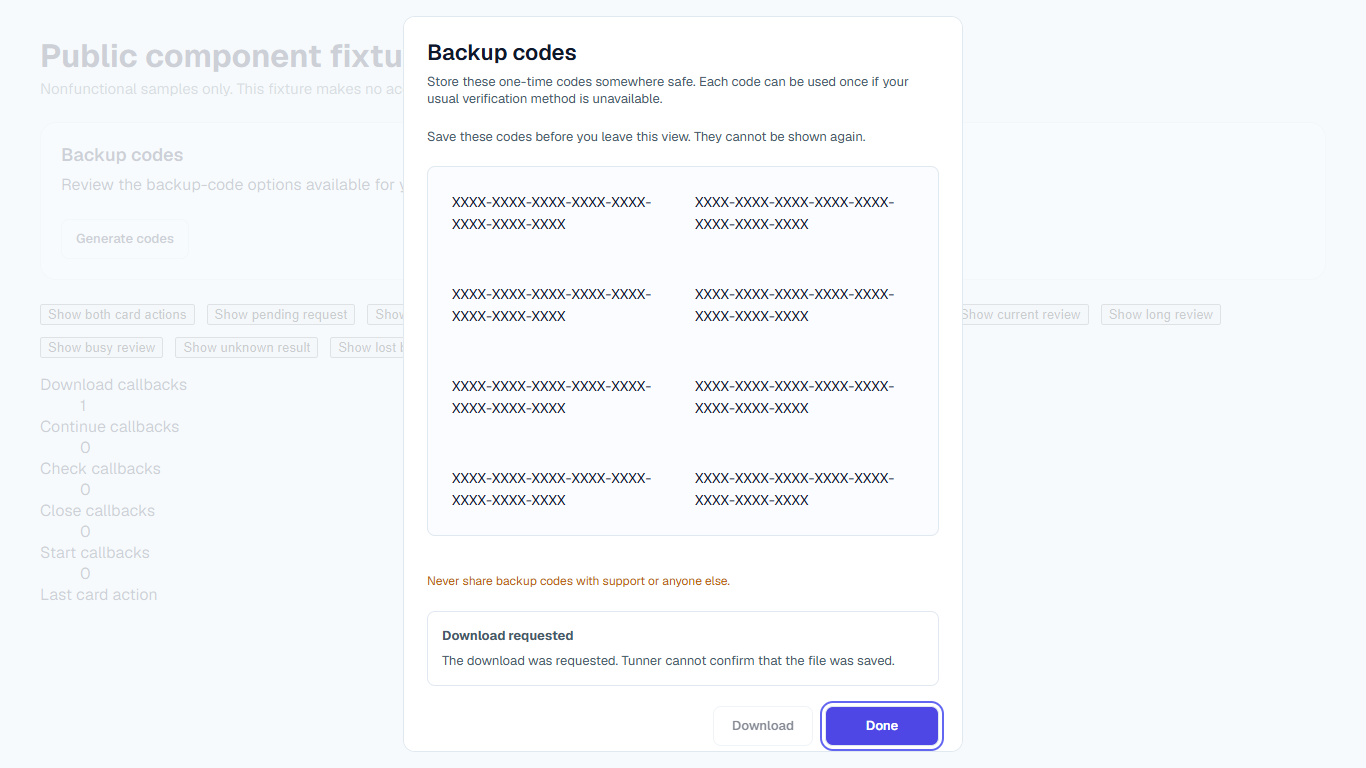 Public component fixtu
Nonfunctional samples only. This fixture makes no ac
Backup codes
Review the backup-code options available for y
Generate codes
Show both card actions
Show pending request
Show current review
Show long review
Show busy review
Show unknown result
Show lost
Download callbacks
1
Continue callbacks
0
Check callbacks
0
Close callbacks
0
Start callbacks
0
Last card action
Backup codes
Store these one-time codes somewhere safe. Each code can be used once if your
usual verification method is unavailable.
Save these codes before you leave this view. They cannot be shown again.
XXXX-XXXX-XXXX-XXXX-XXXX-
XXXX-XXXX-XXXX
XXXX-XXXX-XXXX-XXXX-XXXX-
XXXX-XXXX-XXXX
XXXX-XXXX-XXXX-XXXX-XXXX-
XXXX-XXXX-XXXX
XXXX-XXXX-XXXX-XXXX-XXXX-
XXXX-XXXX-XXXX
XXXX-XXXX-XXXX-XXXX-XXXX-
XXXX-XXXX-XXXX
XXXX-XXXX-XXXX-XXXX-XXXX-
XXXX-XXXX-XXXX
XXXX-XXXX-XXXX-XXXX-XXXX-
XXXX-XXXX-XXXX
XXXX-XXXX-XXXX-XXXX-XXXX-
XXXX-XXXX-XXXX
Never share backup codes with support or anyone else.
Download requested
The download was requested. Tunner cannot confirm that the file was saved.
Download
Done